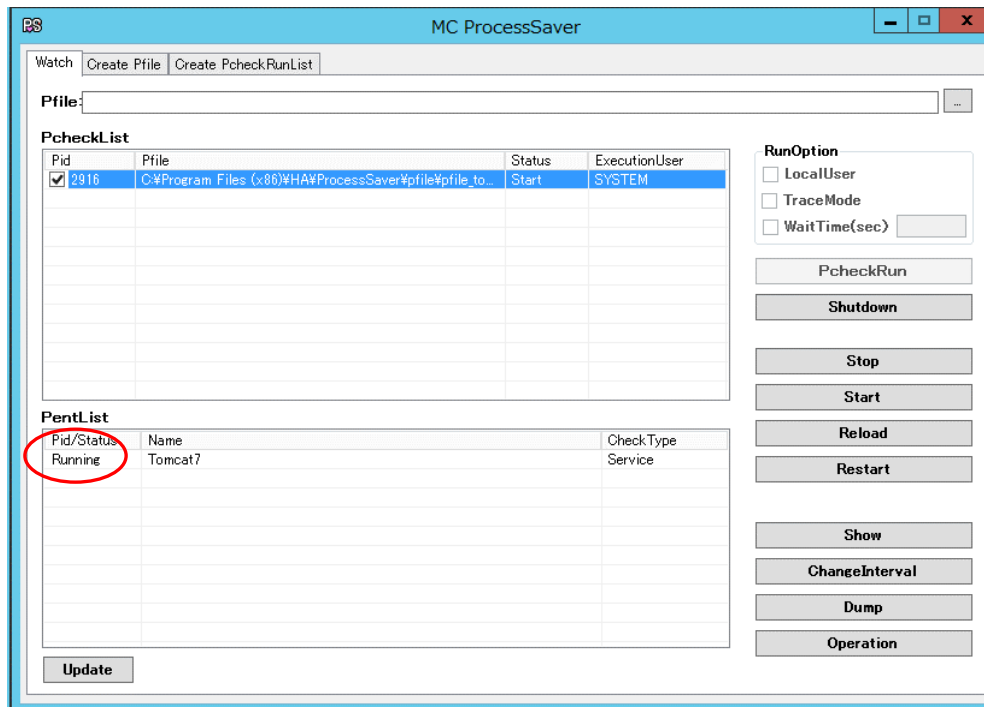 PS MC ProcessSaver
Watch Create Pfile Create PcheckRunList
Pfile: ...
PcheckList
Pid Pfile Status ExecutionUser
2916 C:¥Program Files (x86)¥HA¥ProcessSaver¥pfile¥pfile_to... Start SYSTEM
RunOption
LocalUser
TraceMode
WaitTime(sec)
PcheckRun
Shutdown
Stop
Start
Reload
Restart
PentList
Pid/Status Name CheckType
Running Tomcat7 Service
Show
ChangeInterval
Dump
Operation
Update